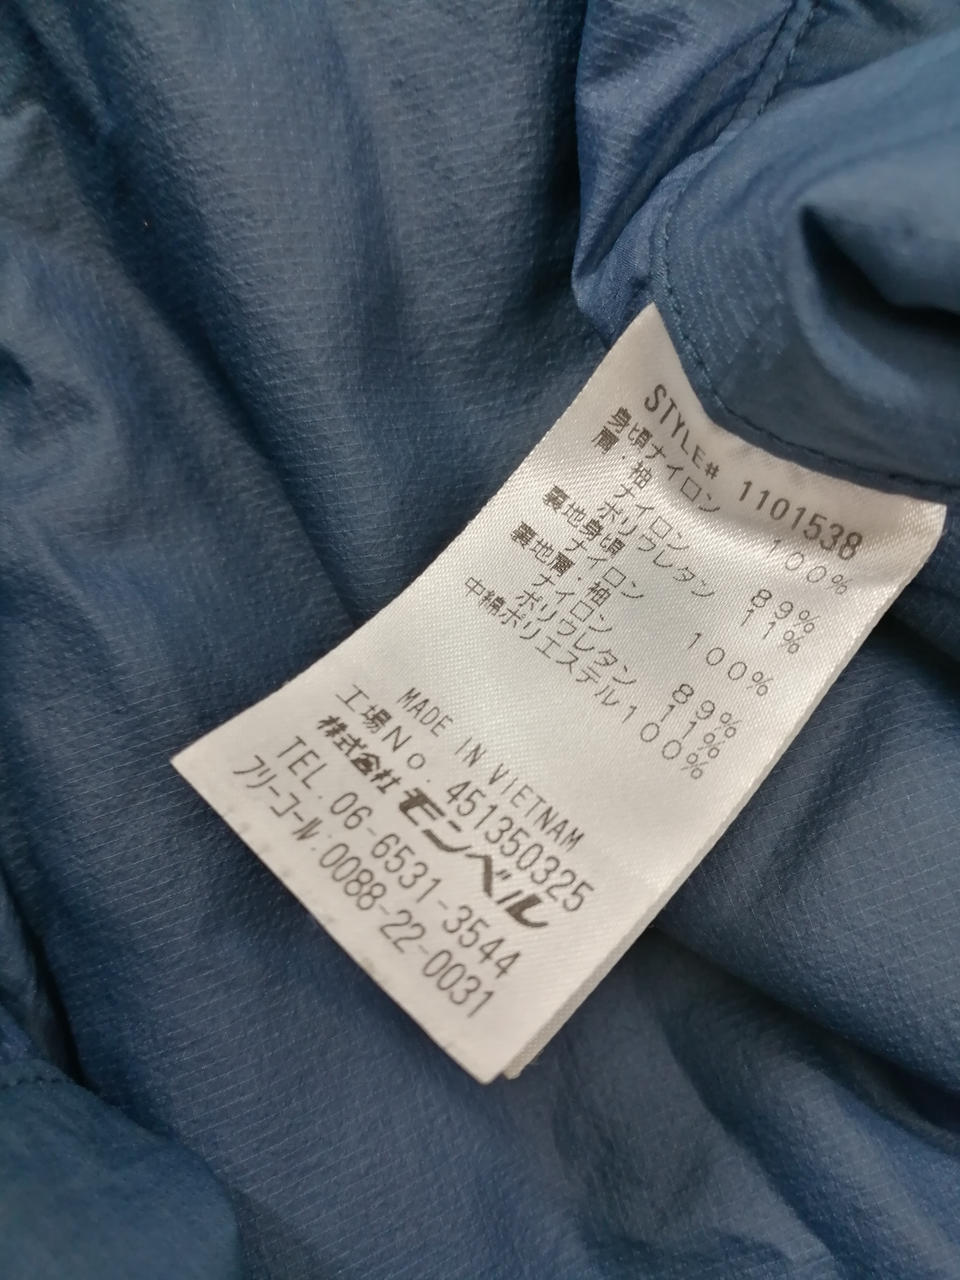 STYLE# 1101538
身頃ナイロン 100%
肩・袖
ナイロン 89%
ポリウレタン 11%
裏地身頃
ナイロン 100%
裏地肩・袖
ナイロン 89%
ポリウレタン 11%
中綿ポリエステル100%
MADE IN VIETNAM
工場No. 451350325
株式会社モンベル
TEL.06-6531-3544
フリーコール:0088-22-0031